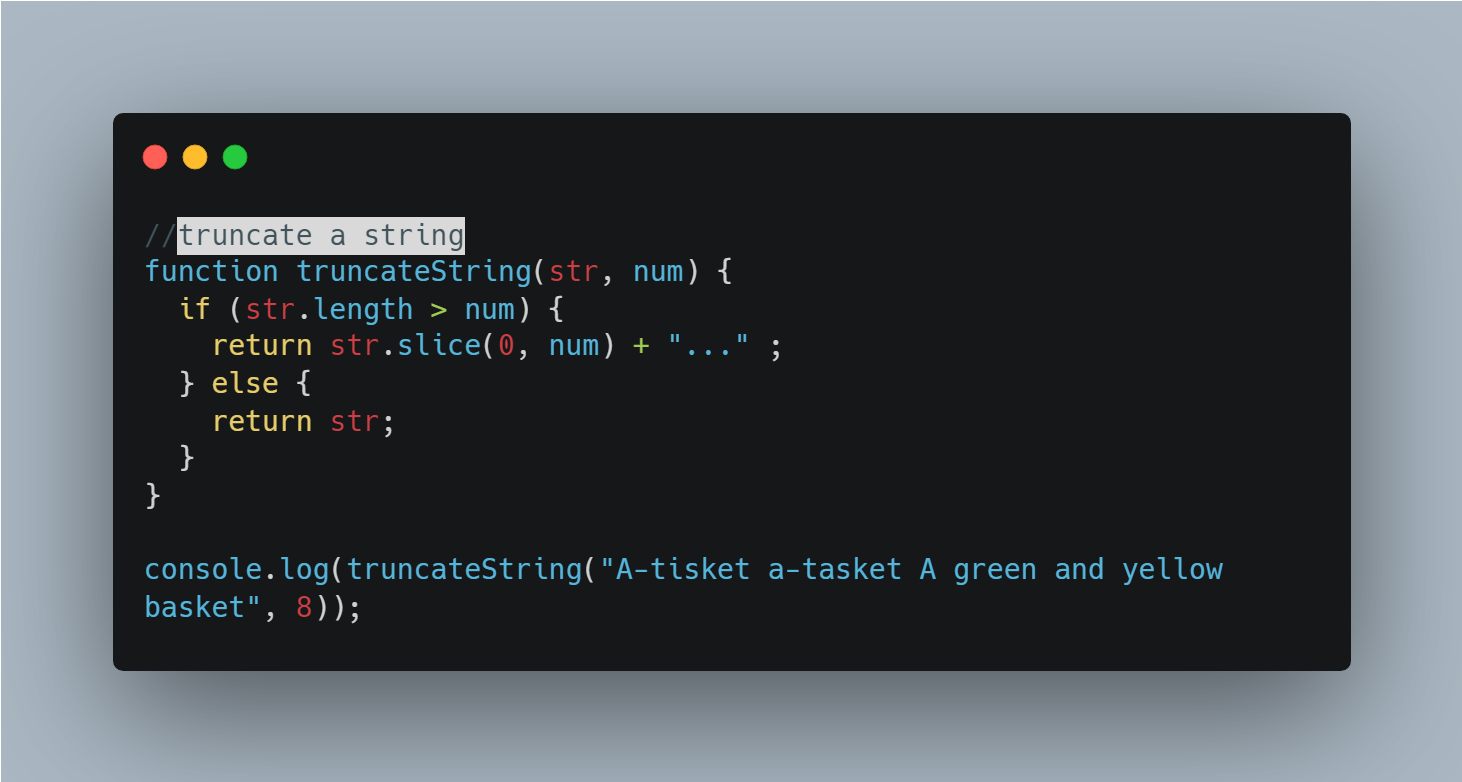 //truncate a string
function truncateString(str, num) {
  if (str.length > num) {
    return str.slice(0, num) + "..." ;
  } else {
    return str;
  }
}

console.log(truncateString("A-tisket a-tasket A green and yellow
basket", 8));